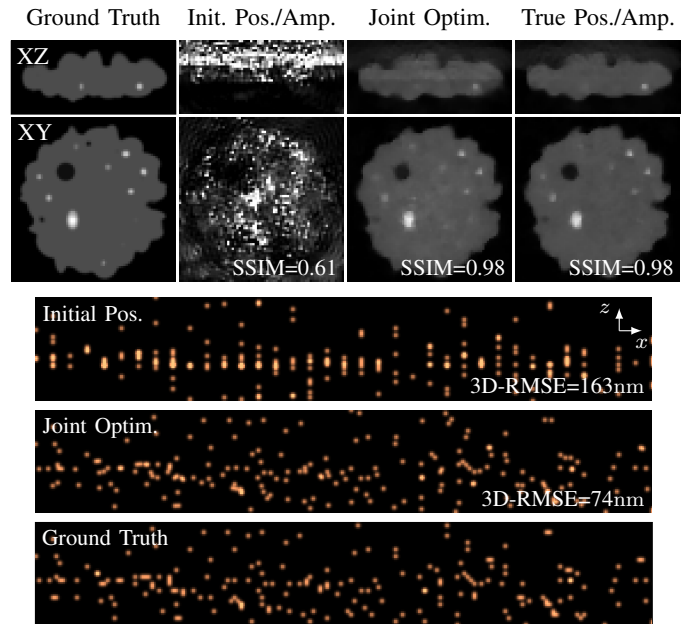 Ground Truth Init. Pos./Amp. Joint Optim. True Pos./Amp.
XZ
XY
SSIM=0.61 SSIM=0.98 SSIM=0.98
Initial Pos.
z
x
3D-RMSE=163nm
Joint Optim.
3D-RMSE=74nm
Ground Truth